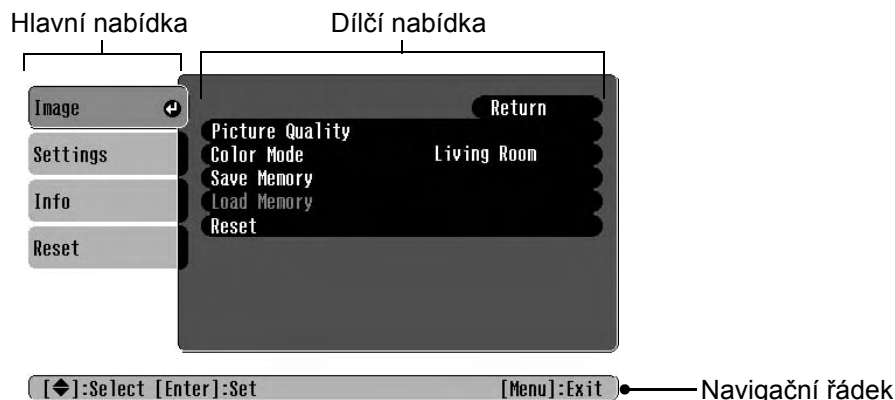 Hlavní nabídka
Dílčí nabídka
Image
Settings
Info
Reset
Return
Picture Quality
Color Mode Living Room
Save Memory
Load Memory
Reset
[◆]:Select [Enter]:Set [Menu]:Exit
Navigační řádek